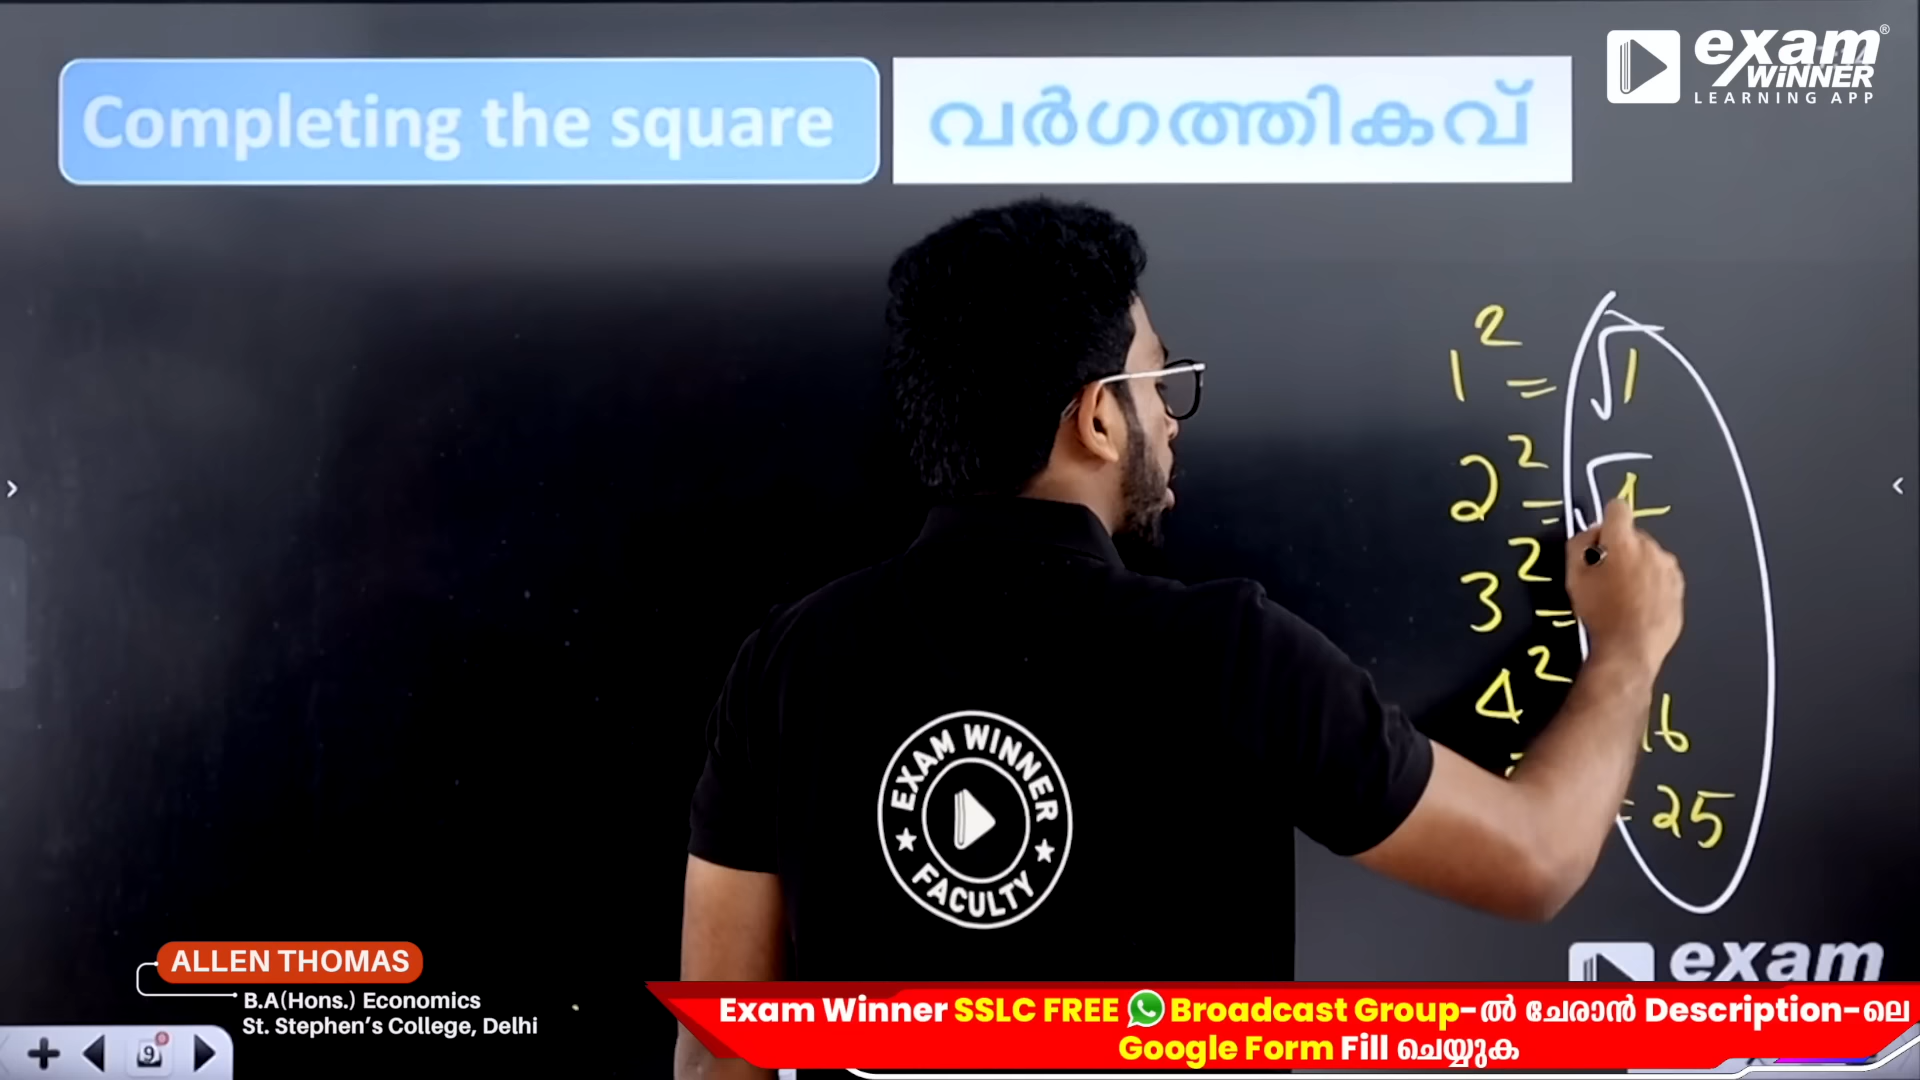 exam
WiNNER
LEARNING APP
Completing the square
വർഗത്തികവ്
1² = √1
2² = √4
3² =
4² 16
= 25
EXAM WINNER
FACULTY
ALLEN THOMAS
B.A(Hons.) Economics
St. Stephen's College, Delhi
exam
Exam Winner SSLC FREE Broadcast Group-ൽ ചേരാൻ Description-ലെ
Google Form Fill ചെയ്യുക
9